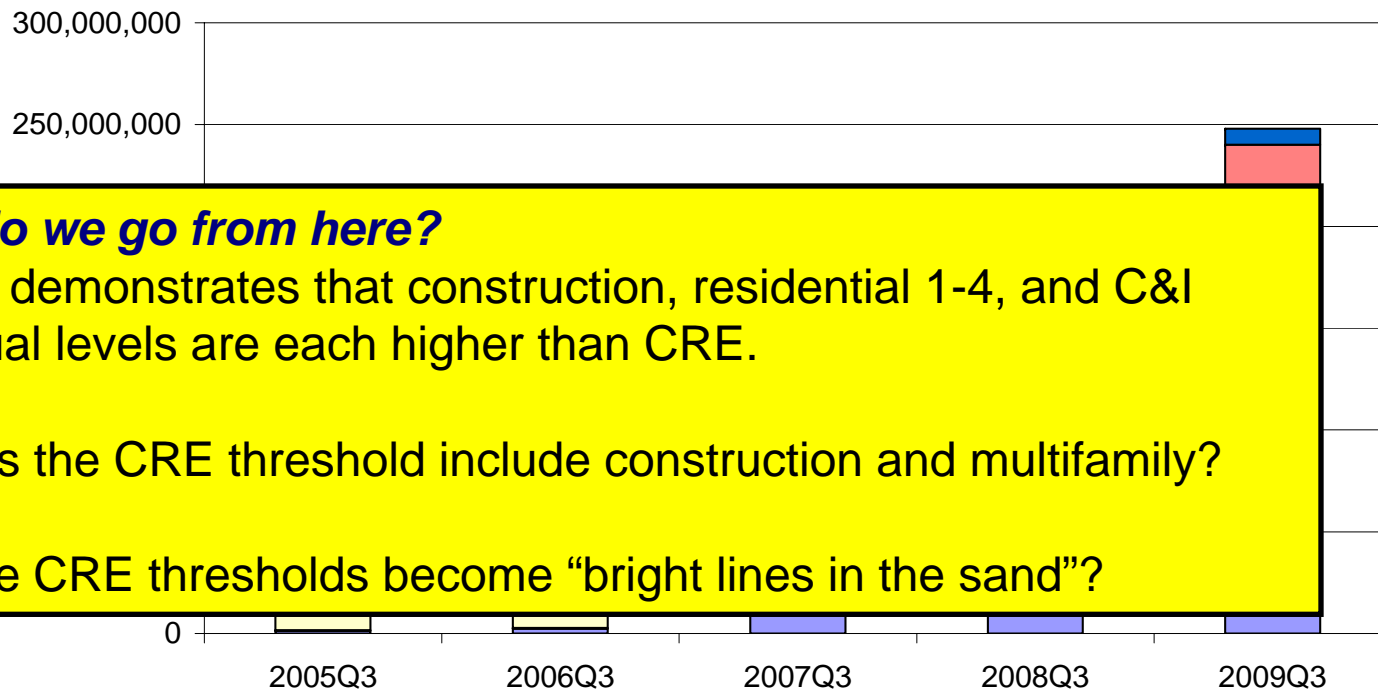 300,000,000
250,000,000
o we go from here?
demonstrates that construction, residential 1-4, and C&I
ual levels are each higher than CRE.
s the CRE threshold include construction and multifamily?
e CRE thresholds become “bright lines in the sand”?
0
2005Q3 2006Q3 2007Q3 2008Q3 2009Q3